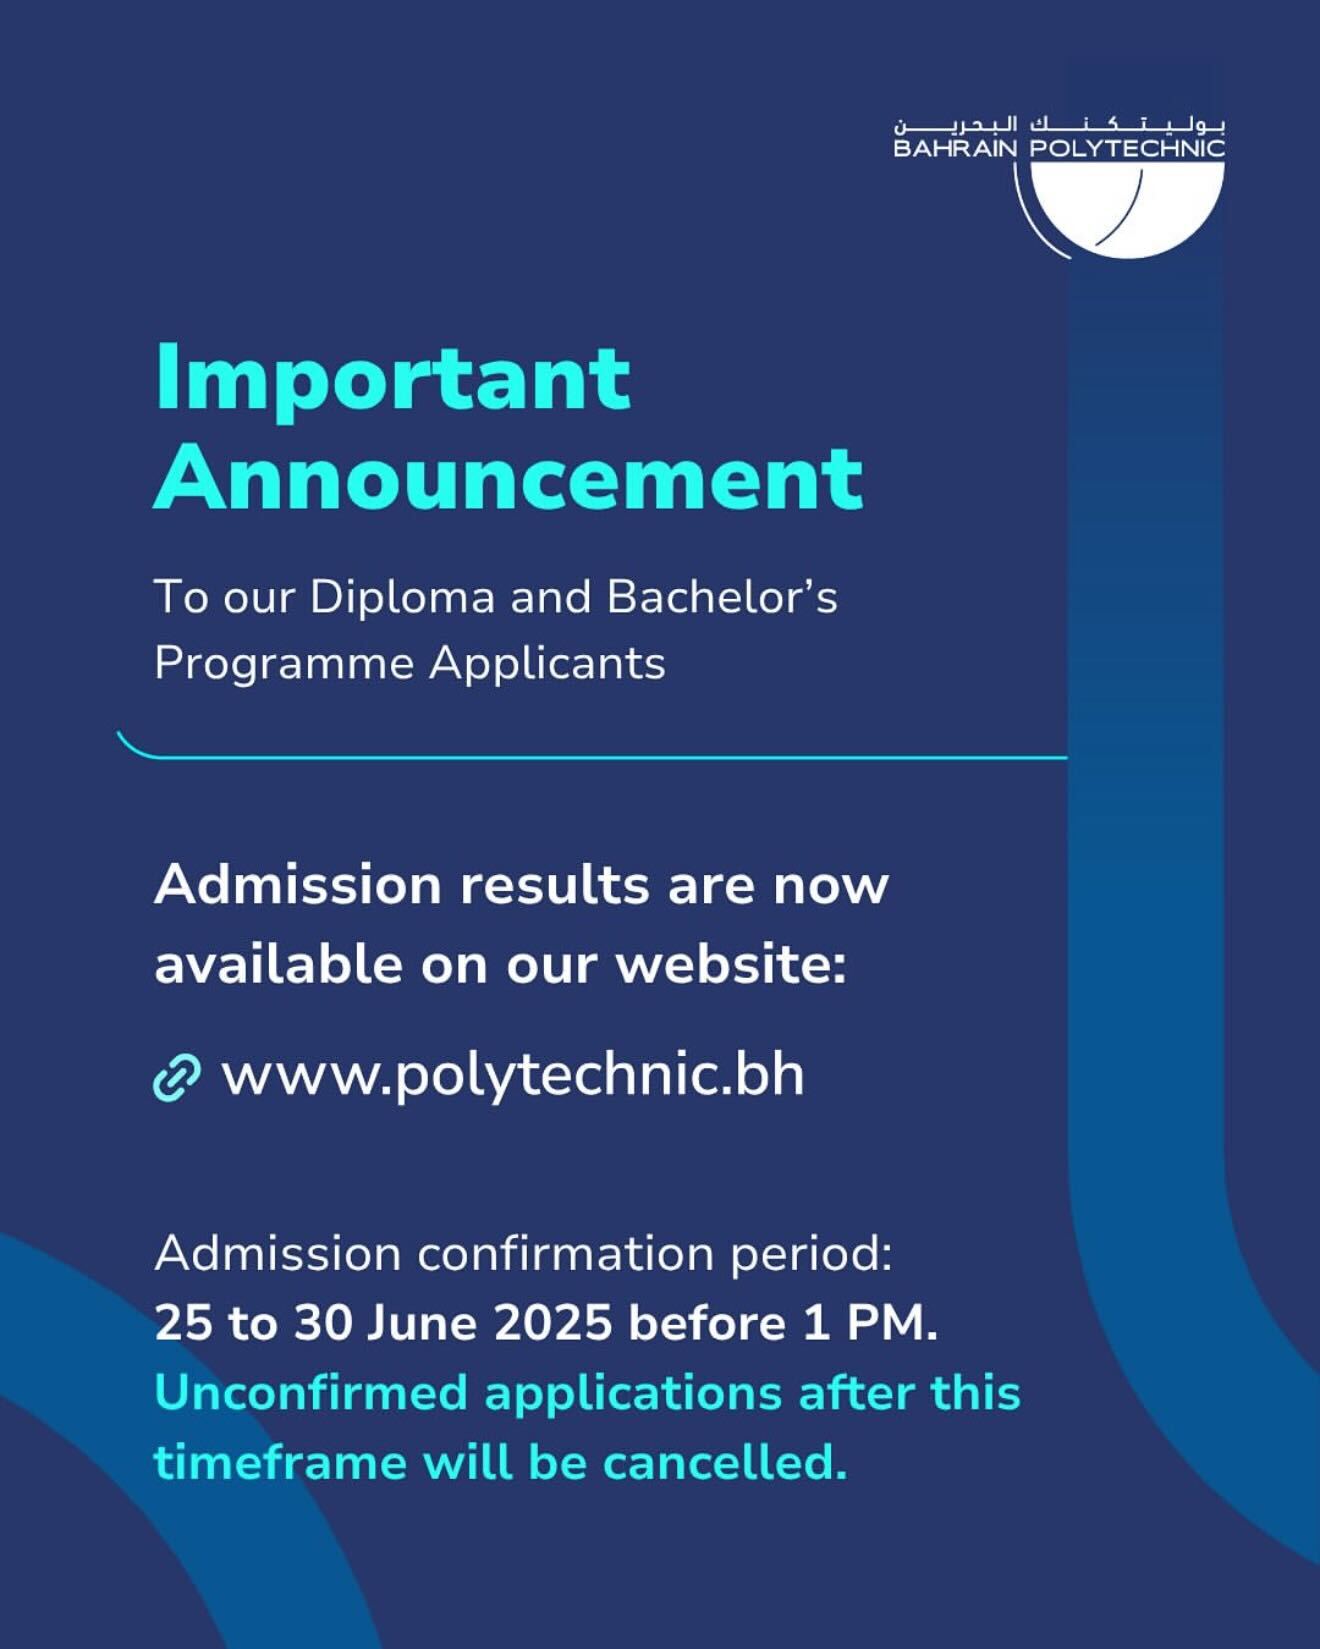 بوليتكنك البحرين
BAHRAIN POLYTECHNIC
Important
Announcement
To our Diploma and Bachelor’s
Programme Applicants
Admission results are now
available on our website:
www.polytechnic.bh
Admission confirmation period:
25 to 30 June 2025 before 1 PM.
Unconfirmed applications after this
timeframe will be cancelled.